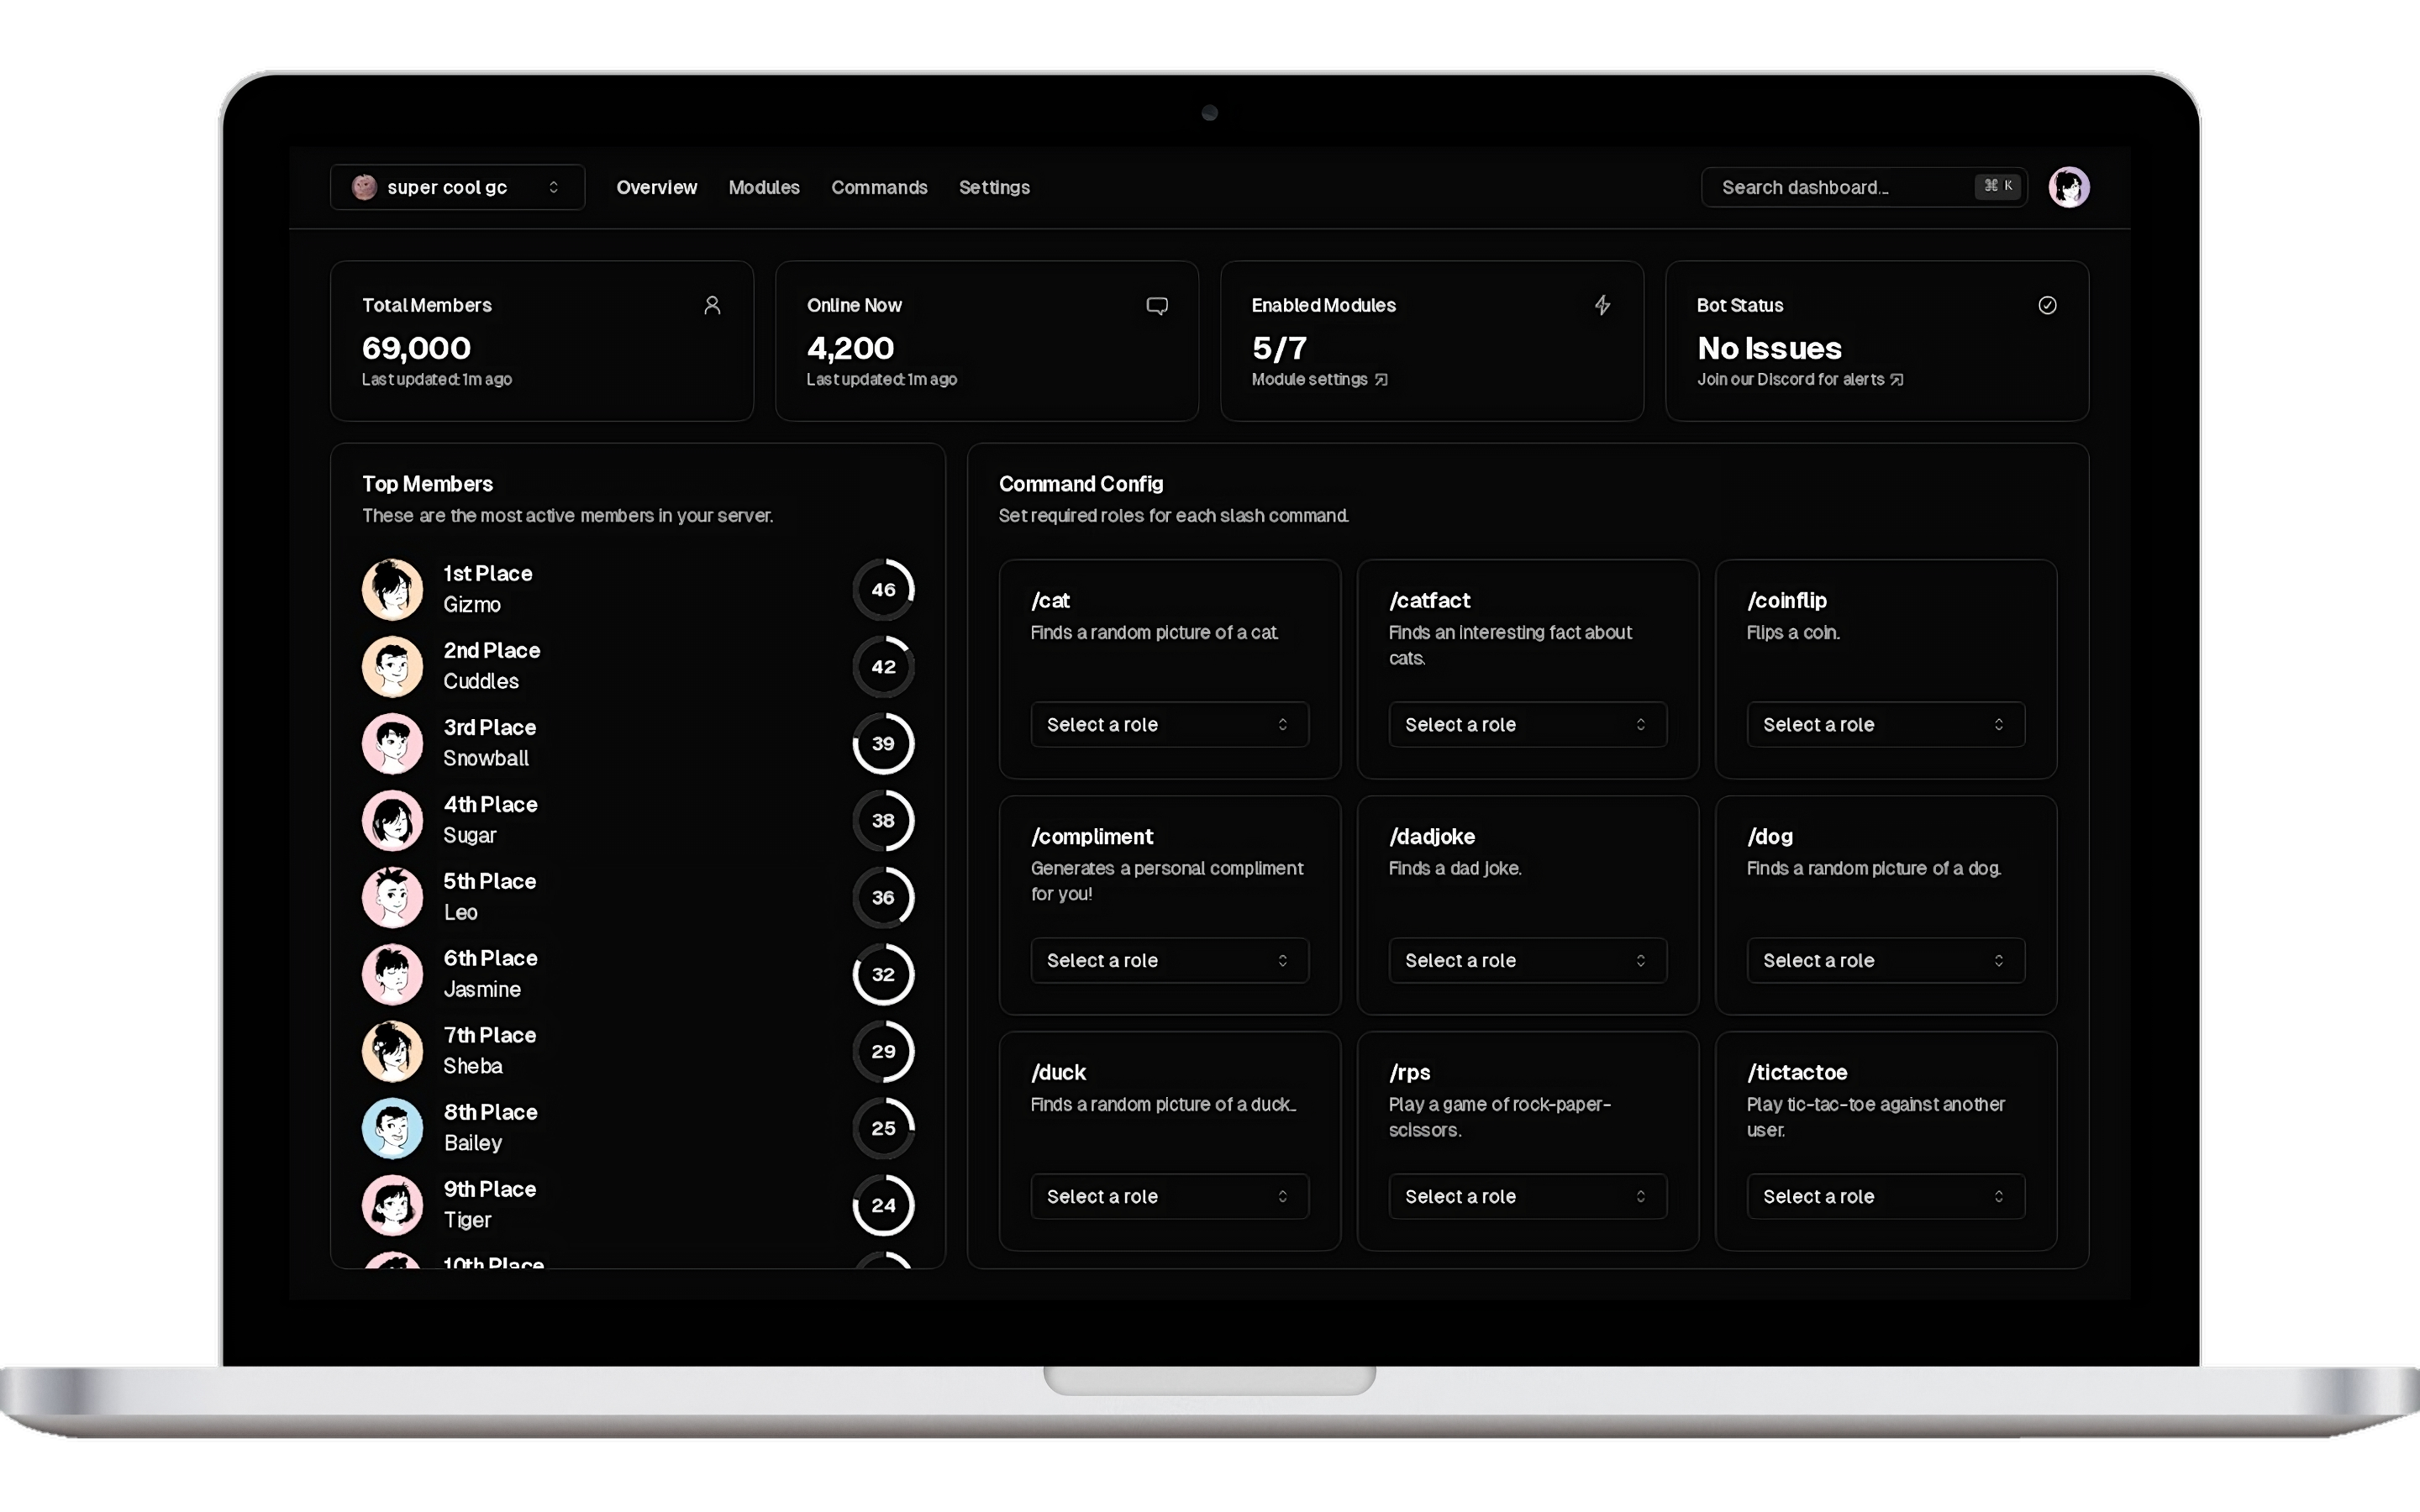 super cool gc
Overview
Modules
Commands
Settings
Search dashboard...
⌘ K
Total Members
69,000
Last updated: 1m ago
Online Now
4,200
Last updated: 1m ago
Enabled Modules
5/7
Module settings
Bot Status
No Issues
Join our Discord for alerts
Top Members
These are the most active members in your server.
1st Place
Gizmo
46
2nd Place
Cuddles
42
3rd Place
Snowball
39
4th Place
Sugar
38
5th Place
Leo
36
6th Place
Jasmine
32
7th Place
Sheba
29
8th Place
Bailey
25
9th Place
Tiger
24
10th Place
Command Config
Set required roles for each slash command.
/cat
Finds a random picture of a cat.
Select a role
/catfact
Finds an interesting fact about
cats.
Select a role
/coinflip
Flips a coin.
Select a role
/compliment
Generates a personal compliment
for you!
Select a role
/dadjoke
Finds a dad joke.
Select a role
/dog
Finds a random picture of a dog.
Select a role
/duck
Finds a random picture of a duck...
Select a role
/rps
Play a game of rock-paper-
scissors.
Select a role
/tictactoe
Play tic-tac-toe against another
user.
Select a role